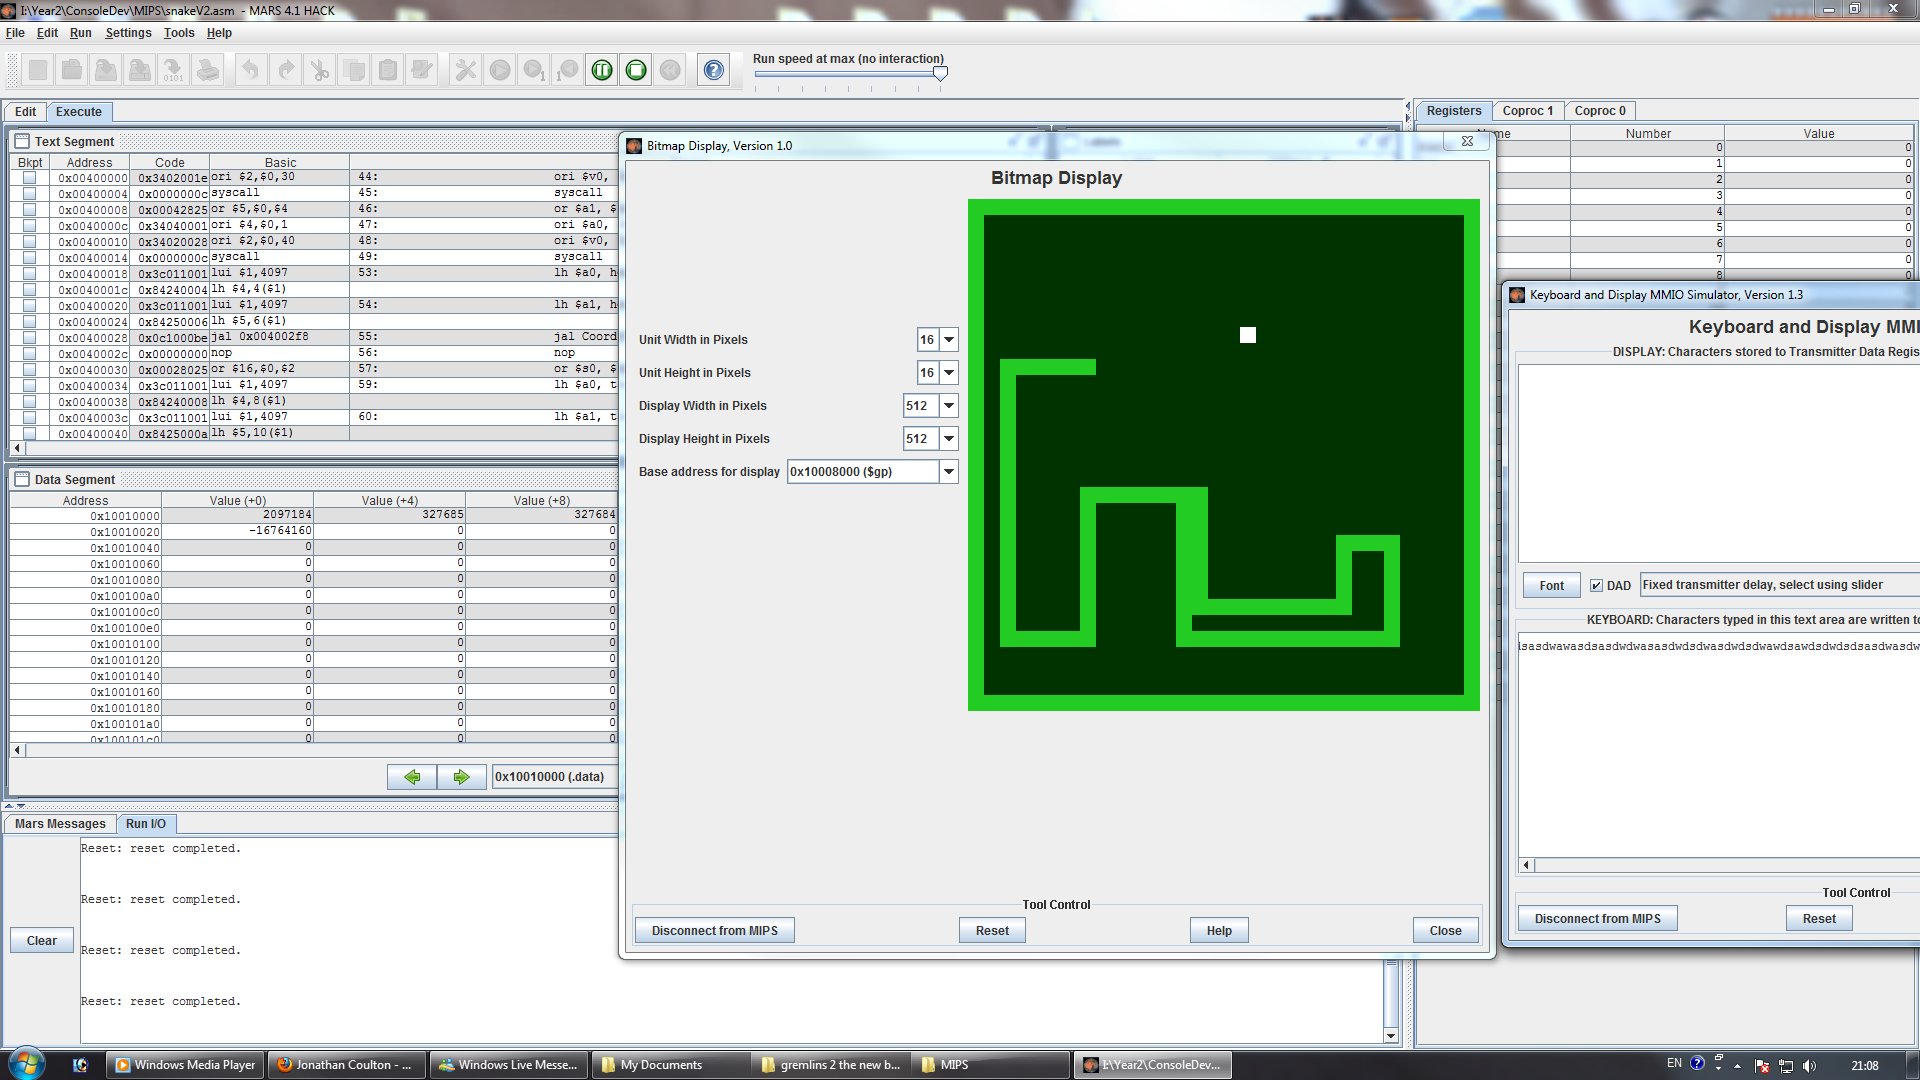 I:\Year2\ConsoleDev\MIPS\snakeV2.asm - MARS 4.1 HACK
File Edit Run Settings Tools Help
Run speed at max (no interaction)
Edit Execute
Registers Coproc 1 Coproc 0
Text Segment
Bkpt Address Code Basic
0x00400000 0x3402001e ori $2,$0,30 44: ori $v0,
0x00400004 0x0000000c syscall 45: syscall
0x00400008 0x00042825 or $5,$0,$4 46: or $a1, $
0x0040000c 0x34040001 ori $4,$0,1 47: ori $a0,
0x00400010 0x34020028 ori $2,$0,40 48: ori $v0,
0x00400014 0x0000000c syscall 49: syscall
0x00400018 0x3c011001 lui $1,4097 53: lh $a0, h
0x0040001c 0x84240004 lh $4,4($1)
0x00400020 0x3c011001 lui $1,4097 54: lh $a1, h
0x00400024 0x84250006 lh $5,6($1)
0x00400028 0x0c1000be jal 0x004002f8 55: jal Coord
0x0040002c 0x00000000 nop 56: nop
0x00400030 0x00028025 or $16,$0,$2 57: or $s0, $
0x00400034 0x3c011001 lui $1,4097 59: lh $a0, t
0x00400038 0x84240008 lh $4,8($1)
0x0040003c 0x3c011001 lui $1,4097 60: lh $a1, t
0x00400040 0x8425000a lh $5,10($1)
Data Segment
Address Value (+0) Value (+4) Value (+8)
0x10010000 2097184 327685 327684
0x10010020 -16764160 0 0
0x10010040 0 0 0
0x10010060 0 0 0
0x10010080 0 0 0
0x100100a0 0 0 0
0x100100c0 0 0 0
0x100100e0 0 0 0
0x10010100 0 0 0
0x10010120 0 0 0
0x10010140 0 0 0
0x10010160 0 0 0
0x10010180 0 0 0
0x100101a0 0 0 0
0x100101c0 0 0 0
0x10010000 (.data)
Mars Messages Run I/O
Clear
Reset: reset completed.
Reset: reset completed.
Reset: reset completed.
Reset: reset completed.
Bitmap Display, Version 1.0
Bitmap Display
Unit Width in Pixels 16
Unit Height in Pixels 16
Display Width in Pixels 512
Display Height in Pixels 512
Base address for display 0x10008000 ($gp)
Tool Control
Disconnect from MIPS Reset Help Close
Number Value
0 0
1 0
2 0
3 0
4 0
5 0
6 0
7 0
8 0
Keyboard and Display MMIO Simulator, Version 1.3
Keyboard and Display MMI
DISPLAY: Characters stored to Transmitter Data Regis
Font DAD Fixed transmitter delay, select using slider
KEYBOARD: Characters typed in this text area are written to
dsasdwawasdsasdwdwasasdwdsdwasdwdsdwawdsawdsdwdsdsasdwasdw
Tool Control
Disconnect from MIPS Reset
Windows Media Player Jonathan Coulton - ... Windows Live Messe... My Documents gremlins 2 the new b... MIPS I:\Year2\ConsoleDev... EN 21:08